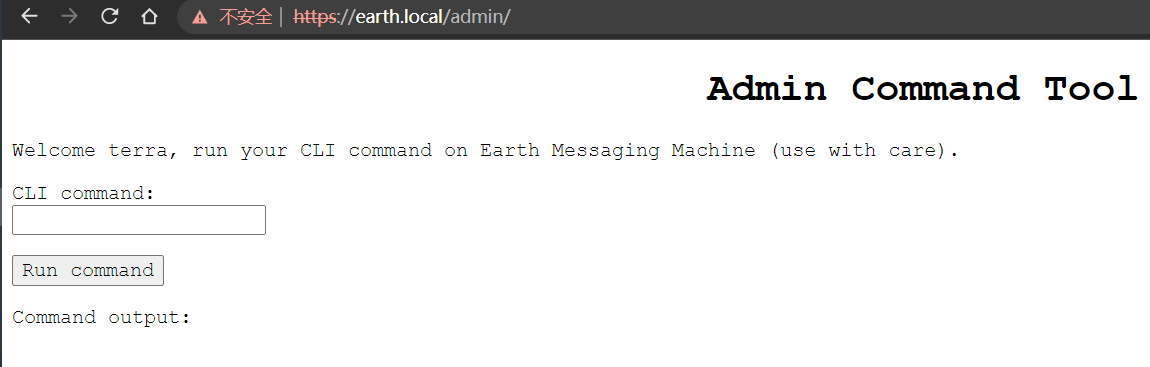 不安全 | https://earth.local/admin/
Admin Command Tool
Welcome terra, run your CLI command on Earth Messaging Machine (use with care).
CLI command:
Run command
Command output: